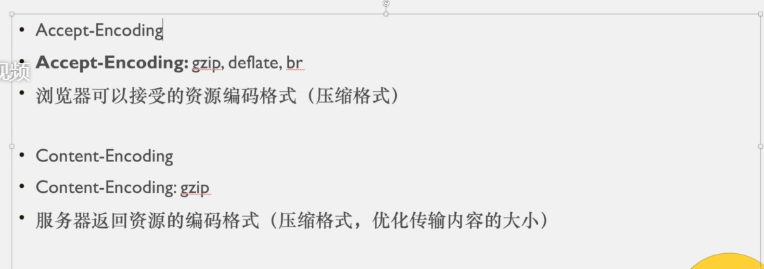 Accept-Encoding
Accept-Encoding: gzip, deflate, br
视频
浏览器可以接受的资源编码格式（压缩格式）
Content-Encoding
Content-Encoding: gzip
服务器返回资源的编码格式（压缩格式，优化传输内容的大小）